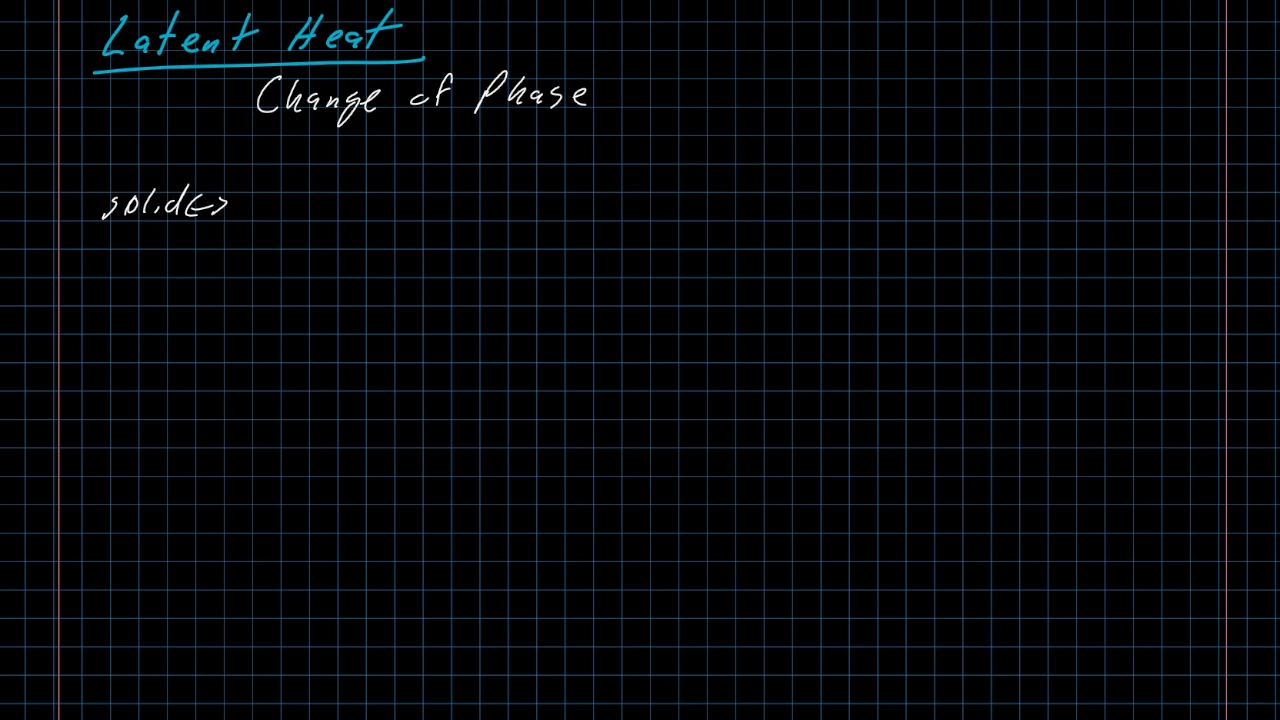 Latent Heat
Change of Phase
solid↔